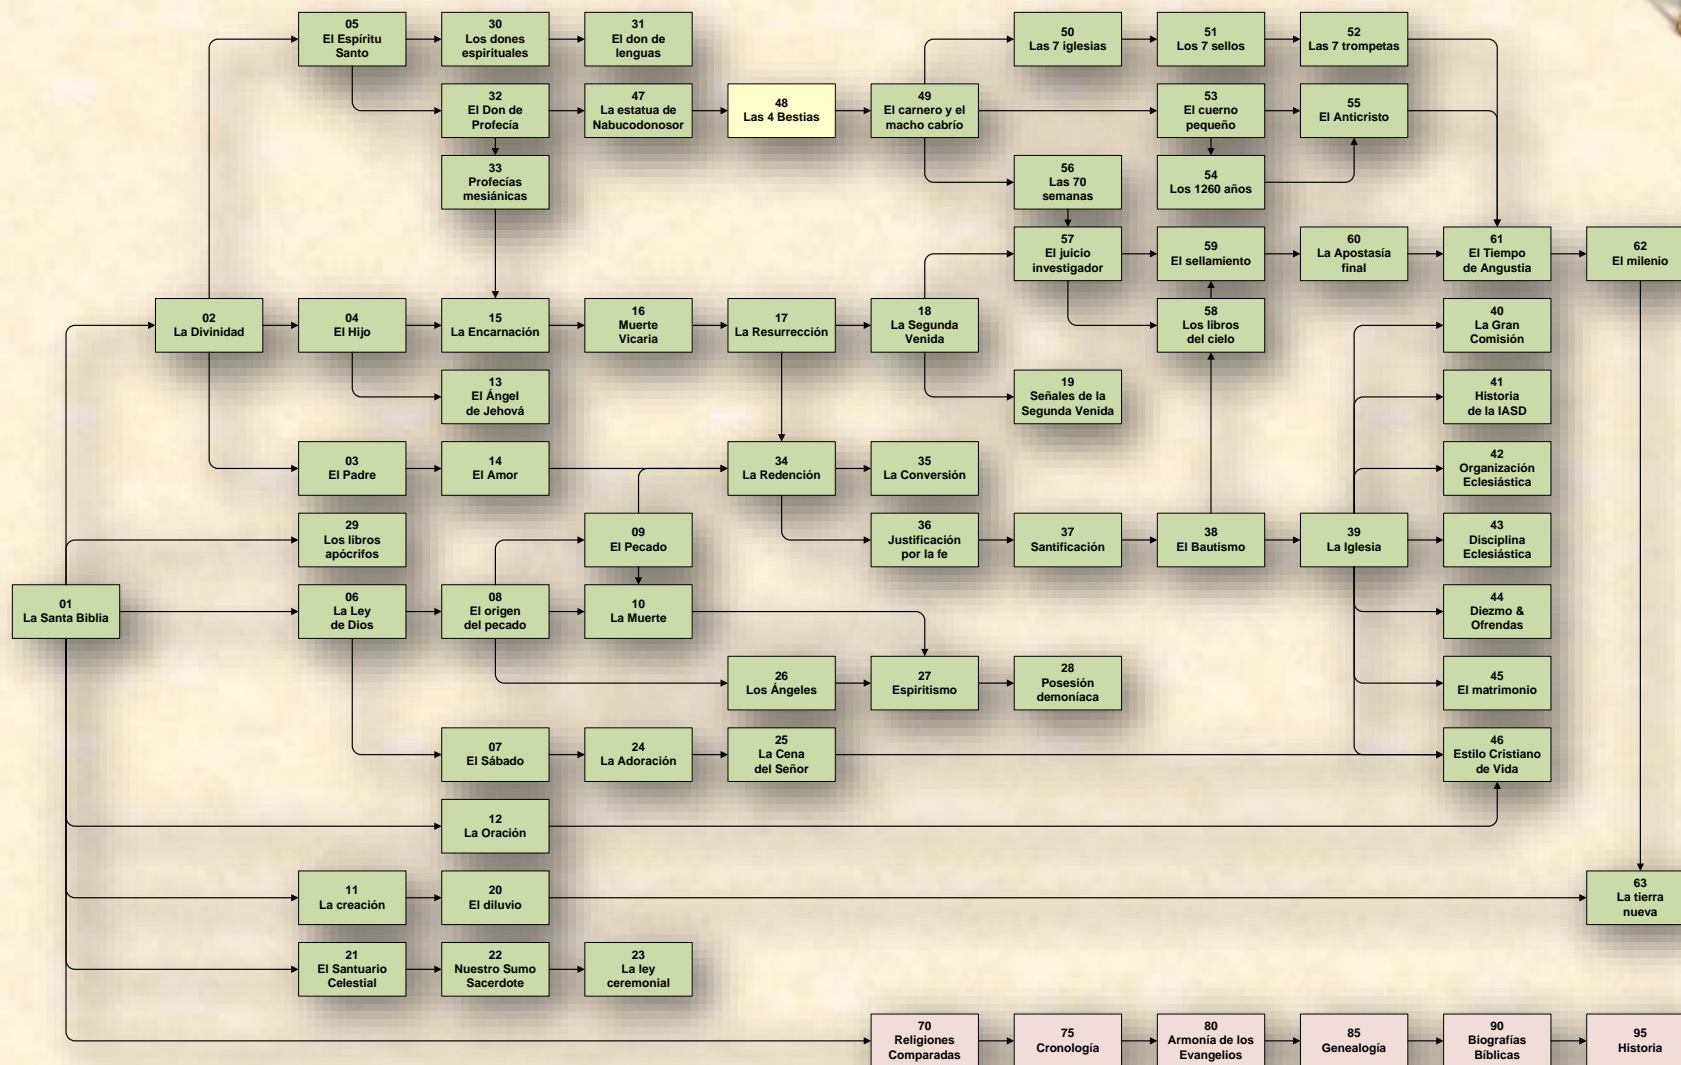 05
El Espíritu
Santo
30
Los dones
espirituales
31
El don de
lenguas
50
Las 7 iglesias
51
Los 7 sellos
52
Las 7 trompetas
32
El Don de
Profecía
47
La estatua de
Nabucodonosor
48
Las 4 Bestias
49
El carnero y el
macho cabrío
53
El cuerno
pequeño
55
El Anticristo
33
Profecías
mesiánicas
56
Las 70
semanas
54
Los 1260 años
57
El juicio
investigador
59
El sellamiento
60
La Apostasía
final
61
El Tiempo
de Angustia
62
El milenio
02
La Divinidad
04
El Hijo
15
La Encarnación
16
Muerte
Vicaria
17
La Resurrección
18
La Segunda
Venida
58
Los libros
del cielo
40
La Gran
Comisión
13
El Ángel
de Jehová
19
Señales de la
Segunda Venida
41
Historia
de la IASD
03
El Padre
14
El Amor
34
La Redención
35
La Conversión
42
Organización
Eclesiástica
29
Los libros
apócrifos
09
El Pecado
36
Justificación
por la fe
37
Santificación
38
El Bautismo
39
La Iglesia
43
Disciplina
Eclesiástica
01
La Santa Biblia
06
La Ley
de Dios
08
El origen
del pecado
10
La Muerte
44
Diezmo &
Ofrendas
26
Los Ángeles
27
Espiritismo
28
Posesión
demoníaca
45
El matrimonio
07
El Sábado
24
La Adoración
25
La Cena
del Señor
46
Estilo Cristiano
de Vida
12
La Oración
11
La creación
20
El diluvio
63
La tierra
nueva
21
El Santuario
Celestial
22
Nuestro Sumo
Sacerdote
23
La ley
ceremonial
70
Religiones
Comparadas
75
Cronología
80
Armonía de los
Evangelios
85
Genealogía
90
Biografías
Bíblicas
95
Historia